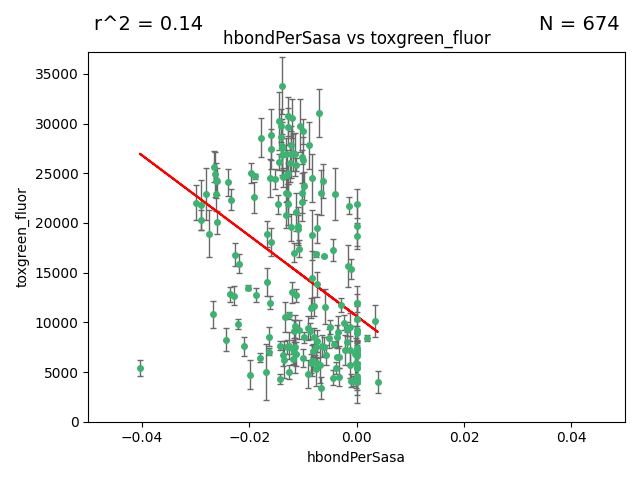 r^2 = 0.14
N = 674
hbondPerSasa vs toxgreen_fluor
35000
30000
25000
20000
15000
10000
5000
0
toxgreen_fluor
−0.04
−0.02
0.00
0.02
0.04
hbondPerSasa